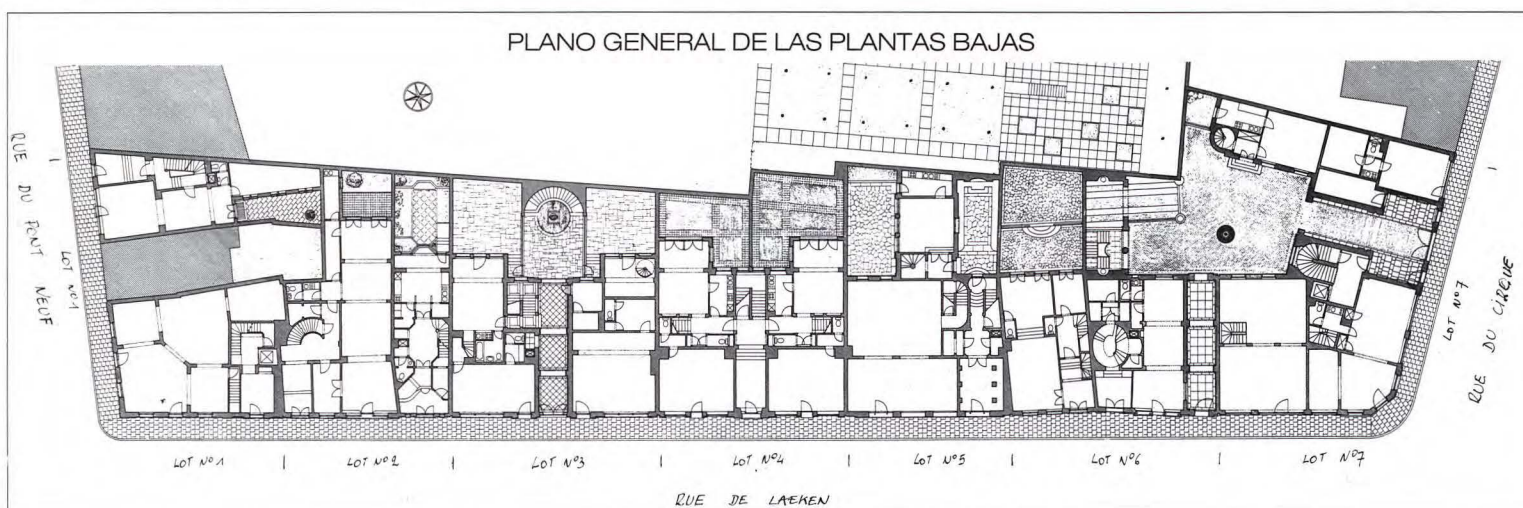 PLANO GENERAL DE LAS PLANTAS BAJAS
RUE DU PONT NEUF
LOT Nº1
LOT Nº7
RUE DU CIRQUE
LOT Nº1
LOT Nº2
LOT Nº3
LOT Nº4
LOT Nº5
LOT Nº6
LOT Nº7
RUE DE LAEKEN